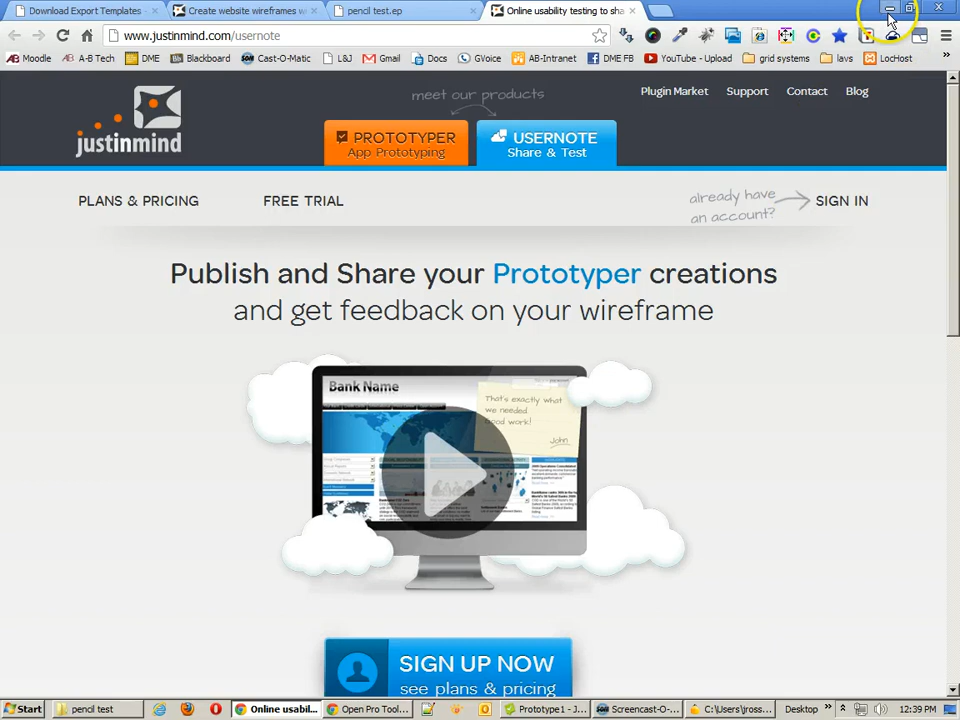 Download Export Templates -
Create website wireframes w
pencil test.ep
Online usability testing to sha
www.justinmind.com/usernote
Moodle
A-B Tech
DME
Blackboard
Cast-O-Matic
L&J
Gmail
Docs
GVoice
AB-Intranet
DME FB
YouTube - Upload
grid systems
lavs
LocHost
justinmind
meet our products
PROTOTYPER
App Prototyping
USERNOTE
Share & Test
Plugin Market
Support
Contact
Blog
PLANS & PRICING
FREE TRIAL
already have
an account?
SIGN IN
Publish and Share your Prototyper creations
and get feedback on your wireframe
Bank Name
That's exactly what
we needed
Good work!
John
SIGN UP NOW
see plans & pricing
Start
pencil test
Online usabil...
Open Pro Tool...
Prototype1 - J...
Screencast-O-...
C:\Users\jross...
Desktop
12:39 PM